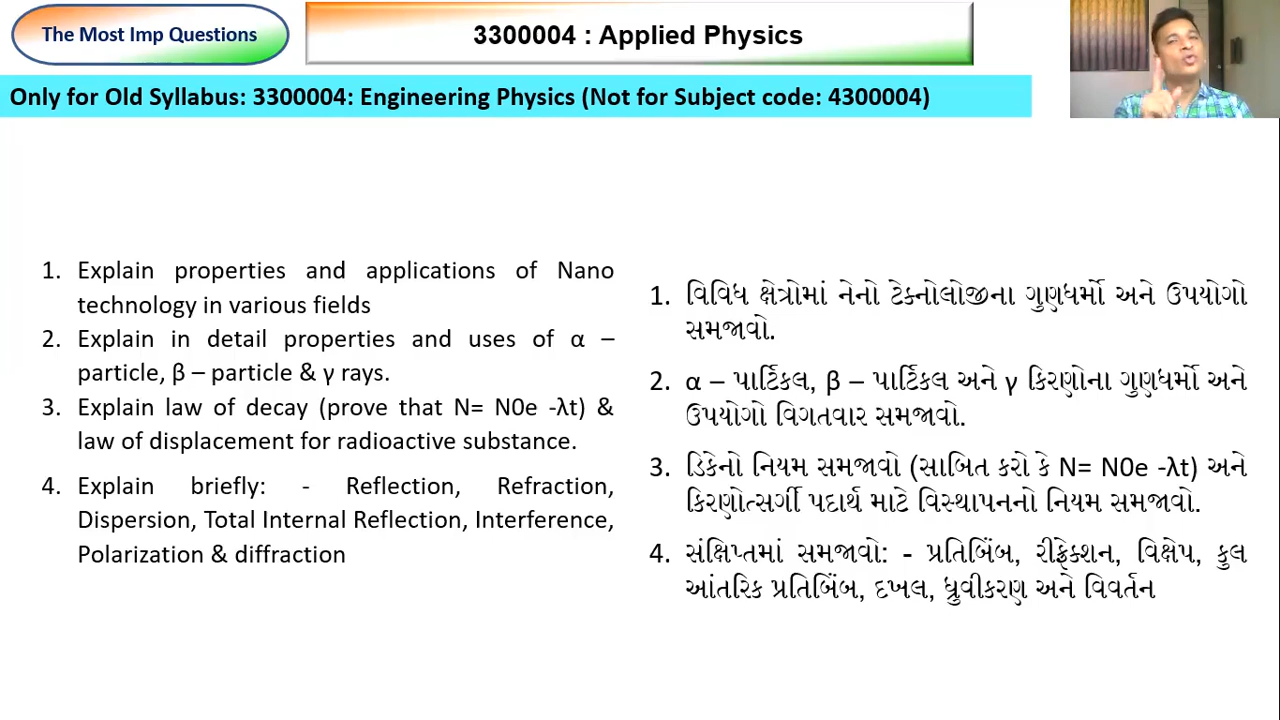 The Most Imp Questions
3300004 : Applied Physics
Only for Old Syllabus: 3300004: Engineering Physics (Not for Subject code: 4300004)
1. Explain properties and applications of Nano
technology in various fields
2. Explain in detail properties and uses of α –
particle, β – particle & γ rays.
3. Explain law of decay (prove that N= N0e -λt) &
law of displacement for radioactive substance.
4. Explain briefly: - Reflection, Refraction,
Dispersion, Total Internal Reflection, Interference,
Polarization & diffraction
1. વિવિધ ક્ષેત્રોમાં નેનો ટેક્નોલોજીના ગુણધર્મો અને ઉપયોગો
સમજાવો.
2. α – પાર્ટિકલ, β – પાર્ટિકલ અને γ કિરણોના ગુણધર્મો અને
ઉપયોગો વિગતવાર સમજાવો.
3. ડિકેનો નિયમ સમજાવો (સાબિત કરો કે N= N0e -λt) અને
કિરણોત્સર્ગી પદાર્થ માટે વિસ્થાપનનો નિયમ સમજાવો.
4. સંક્ષિપ્તમાં સમજાવો: - પ્રતિબિંબ, રીફ્રેક્શન, વિક્ષેપ, કુલ
આંતરિક પ્રતિબિંબ, દખલ, ધ્રુવીકરણ અને વિવર્તન